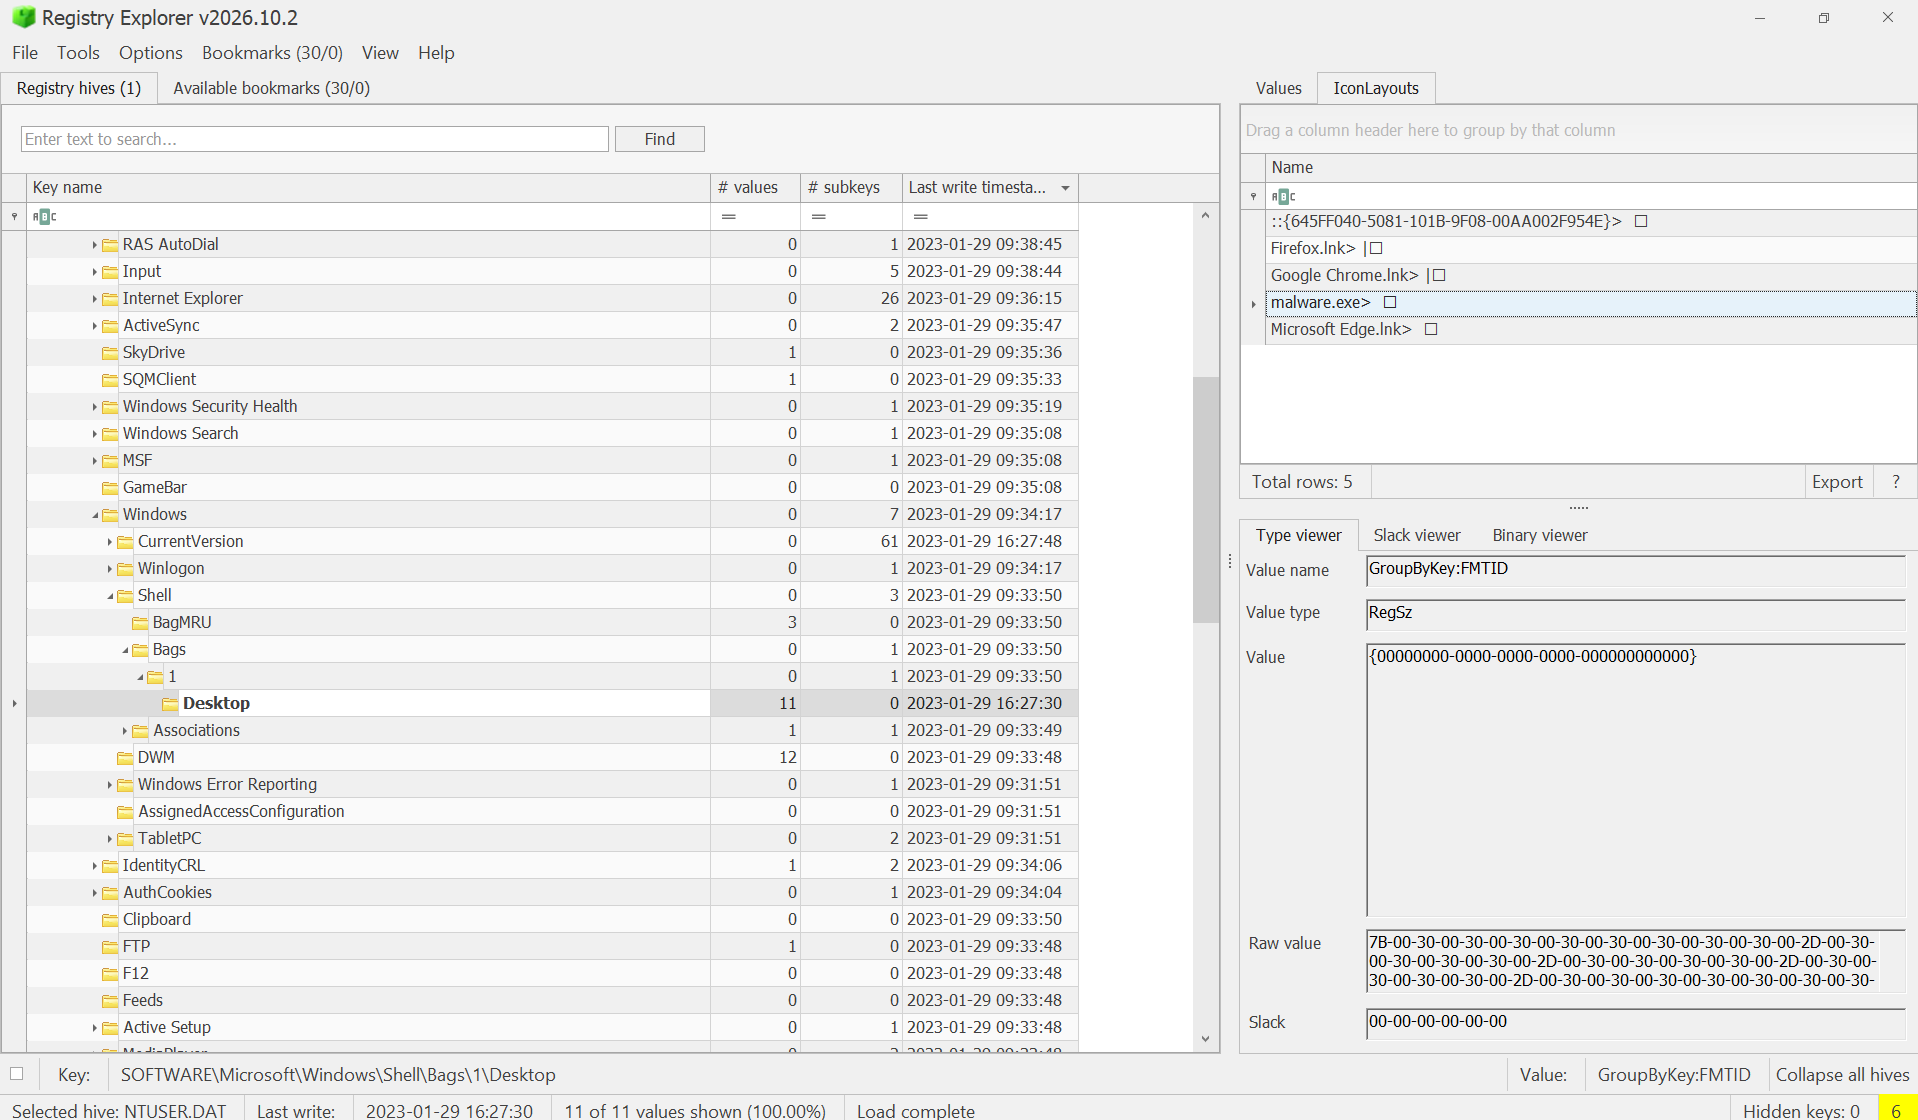 Registry Explorer v2026.10.2
File Tools Options Bookmarks (30/0) View Help
Registry hives (1) Available bookmarks (30/0)
Enter text to search... Find
Key name # values # subkeys Last write timesta...
ABC = = =
RAS AutoDial 0 1 2023-01-29 09:38:45
Input 0 5 2023-01-29 09:38:44
Internet Explorer 0 26 2023-01-29 09:36:15
ActiveSync 0 2 2023-01-29 09:35:47
SkyDrive 1 0 2023-01-29 09:35:36
SQMClient 1 0 2023-01-29 09:35:33
Windows Security Health 0 1 2023-01-29 09:35:19
Windows Search 0 1 2023-01-29 09:35:08
MSF 0 1 2023-01-29 09:35:08
GameBar 0 0 2023-01-29 09:35:08
Windows 0 7 2023-01-29 09:34:17
CurrentVersion 0 61 2023-01-29 16:27:48
Winlogon 0 1 2023-01-29 09:34:17
Shell 0 3 2023-01-29 09:33:50
BagMRU 3 0 2023-01-29 09:33:50
Bags 0 1 2023-01-29 09:33:50
1 0 1 2023-01-29 09:33:50
Desktop 11 0 2023-01-29 16:27:30
Associations 1 1 2023-01-29 09:33:49
DWM 12 0 2023-01-29 09:33:48
Windows Error Reporting 0 1 2023-01-29 09:31:51
AssignedAccessConfiguration 0 0 2023-01-29 09:31:51
TabletPC 0 2 2023-01-29 09:31:51
IdentityCRL 1 2 2023-01-29 09:34:06
AuthCookies 0 1 2023-01-29 09:34:04
Clipboard 0 0 2023-01-29 09:33:50
FTP 1 0 2023-01-29 09:33:48
F12 0 0 2023-01-29 09:33:48
Feeds 0 0 2023-01-29 09:33:48
Active Setup 0 1 2023-01-29 09:33:48
Values IconLayouts
Drag a column header here to group by that column
Name
ABC
::{645FF040-5081-101B-9F08-00AA002F954E}> □
Firefox.lnk> |□
Google Chrome.lnk> |□
malware.exe> □
Microsoft Edge.lnk> □
Total rows: 5 Export ?
Type viewer Slack viewer Binary viewer
Value name GroupByKey:FMTID
Value type RegSz
Value {00000000-0000-0000-0000-000000000000}
Raw value 7B-00-30-00-30-00-30-00-30-00-30-00-30-00-30-00-30-00-2D-00-30-
00-30-00-30-00-30-00-2D-00-30-00-30-00-30-00-30-00-2D-00-30-00-
30-00-30-00-30-00-2D-00-30-00-30-00-30-00-30-00-30-00-30-00-30-
Slack 00-00-00-00-00-00
Key: SOFTWARE\Microsoft\Windows\Shell\Bags\1\Desktop Value: GroupByKey:FMTID Collapse all hives
Selected hive: NTUSER.DAT Last write: 2023-01-29 16:27:30 11 of 11 values shown (100.00%) Load complete Hidden keys: 0 6